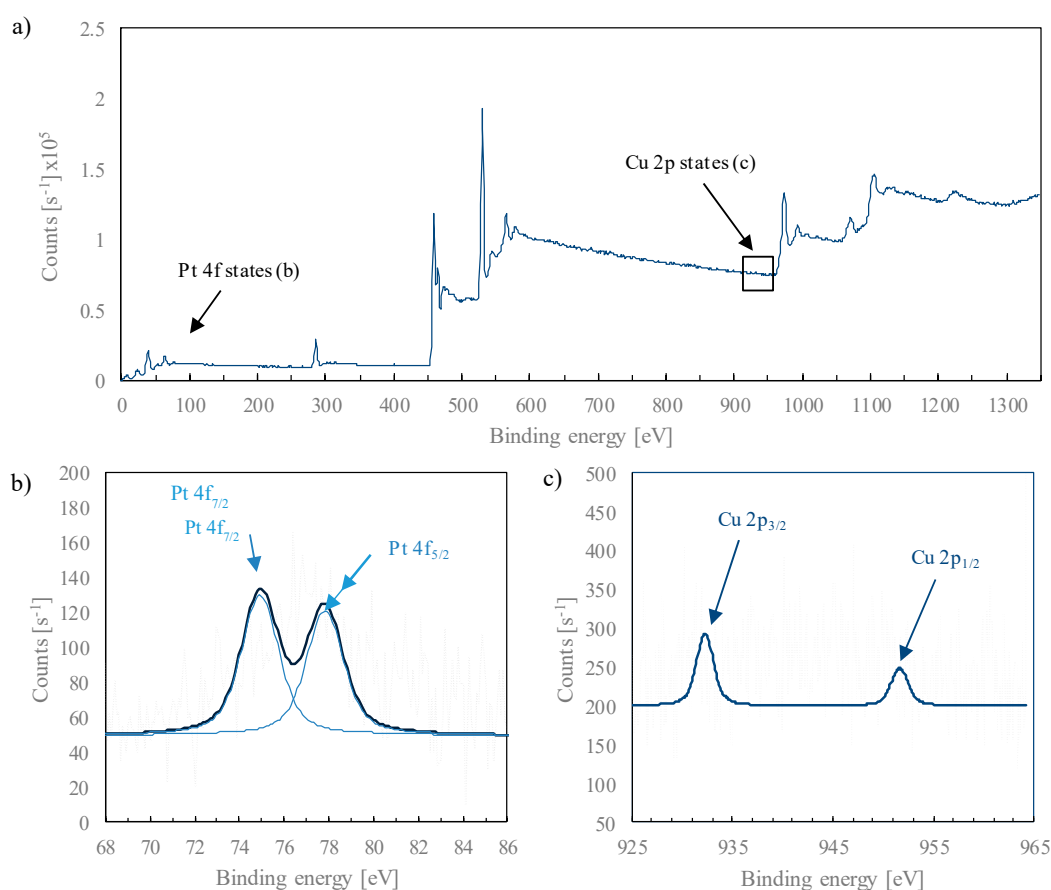 a)
2.5
2
1.5
1
0.5
0
Counts [s⁻¹] x10⁵
Pt 4f states (b)
Cu 2p states (c)
0 100 200 300 400 500 600 700 800 900 1000 1100 1200 1300
Binding energy [eV]
b)
200
180
160
140
120
100
80
60
40
20
0
Counts [s⁻¹]
Pt 4f₇/₂
Pt 4f₇/₂
Pt 4f₅/₂
68 70 72 74 76 78 80 82 84 86
Binding energy [eV]
c)
500
450
400
350
300
250
200
150
100
50
Counts [s⁻¹]
Cu 2p₃/₂
Cu 2p₁/₂
925 935 945 955 965
Binding energy [eV]